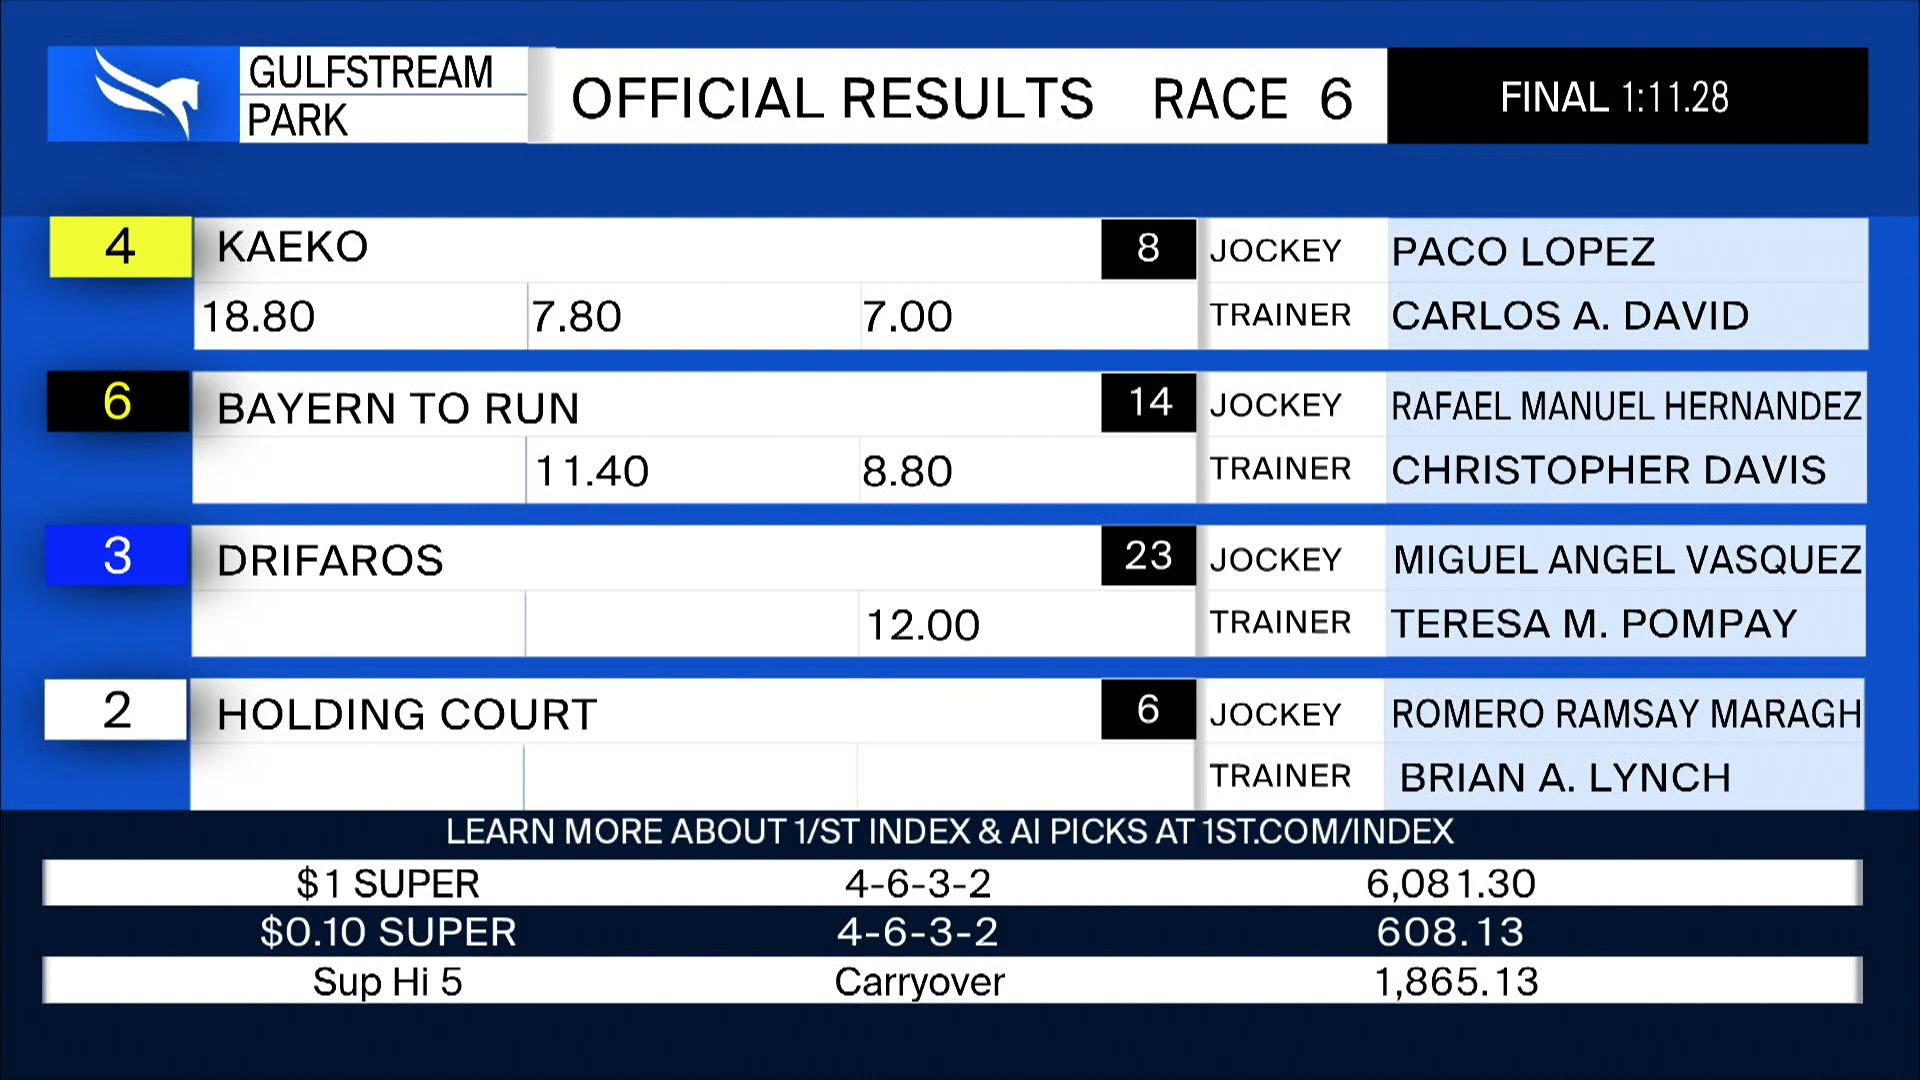 GULFSTREAM
PARK
OFFICIAL RESULTS RACE 6
FINAL 1:11.28
4 KAEKO 8 JOCKEY PACO LOPEZ
18.80 7.80 7.00 TRAINER CARLOS A. DAVID
6 BAYERN TO RUN 14 JOCKEY RAFAEL MANUEL HERNANDEZ
11.40 8.80 TRAINER CHRISTOPHER DAVIS
3 DRIFAROS 23 JOCKEY MIGUEL ANGEL VASQUEZ
12.00 TRAINER TERESA M. POMPAY
2 HOLDING COURT 6 JOCKEY ROMERO RAMSAY MARAGH
TRAINER BRIAN A. LYNCH
LEARN MORE ABOUT 1/ST INDEX & AI PICKS AT 1ST.COM/INDEX
$1 SUPER 4-6-3-2 6,081.30
$0.10 SUPER 4-6-3-2 608.13
Sup Hi 5 Carryover 1,865.13